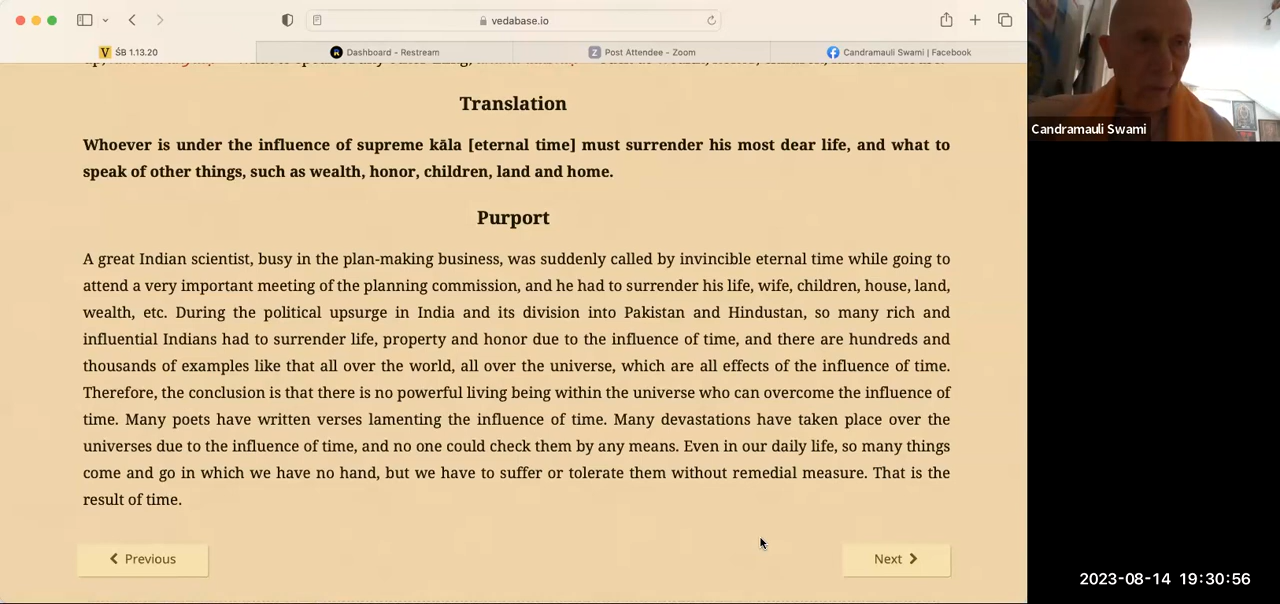 vedabase.io
ŚB 1.13.20
Dashboard - Restream
Post Attendee - Zoom
Candramauli Swami | Facebook
Translation
Whoever is under the influence of supreme kāla [eternal time] must surrender his most dear life, and what to
speak of other things, such as wealth, honor, children, land and home.
Purport
A great Indian scientist, busy in the plan-making business, was suddenly called by invincible eternal time while going to
attend a very important meeting of the planning commission, and he had to surrender his life, wife, children, house, land,
wealth, etc. During the political upsurge in India and its division into Pakistan and Hindustan, so many rich and
influential Indians had to surrender life, property and honor due to the influence of time, and there are hundreds and
thousands of examples like that all over the world, all over the universe, which are all effects of the influence of time.
Therefore, the conclusion is that there is no powerful living being within the universe who can overcome the influence of
time. Many poets have written verses lamenting the influence of time. Many devastations have taken place over the
universes due to the influence of time, and no one could check them by any means. Even in our daily life, so many things
come and go in which we have no hand, but we have to suffer or tolerate them without remedial measure. That is the
result of time.
Previous
Next
Candramauli Swami
2023-08-14 19:30:56